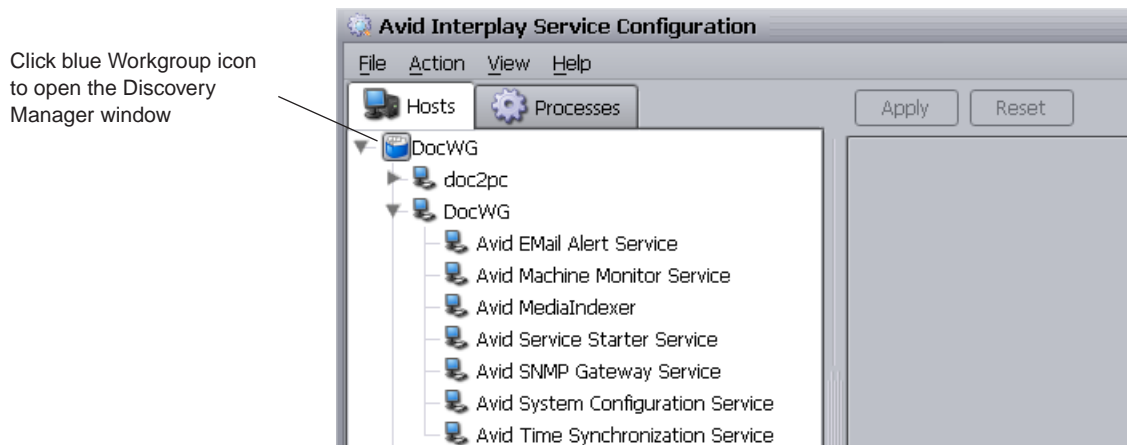 Click blue Workgroup icon
to open the Discovery
Manager window
Avid Interplay Service Configuration
File Action View Help
Hosts Processes Apply Reset
DocWG
doc2pc
DocWG
Avid EMail Alert Service
Avid Machine Monitor Service
Avid MediaIndexer
Avid Service Starter Service
Avid SNMP Gateway Service
Avid System Configuration Service
Avid Time Synchronization Service